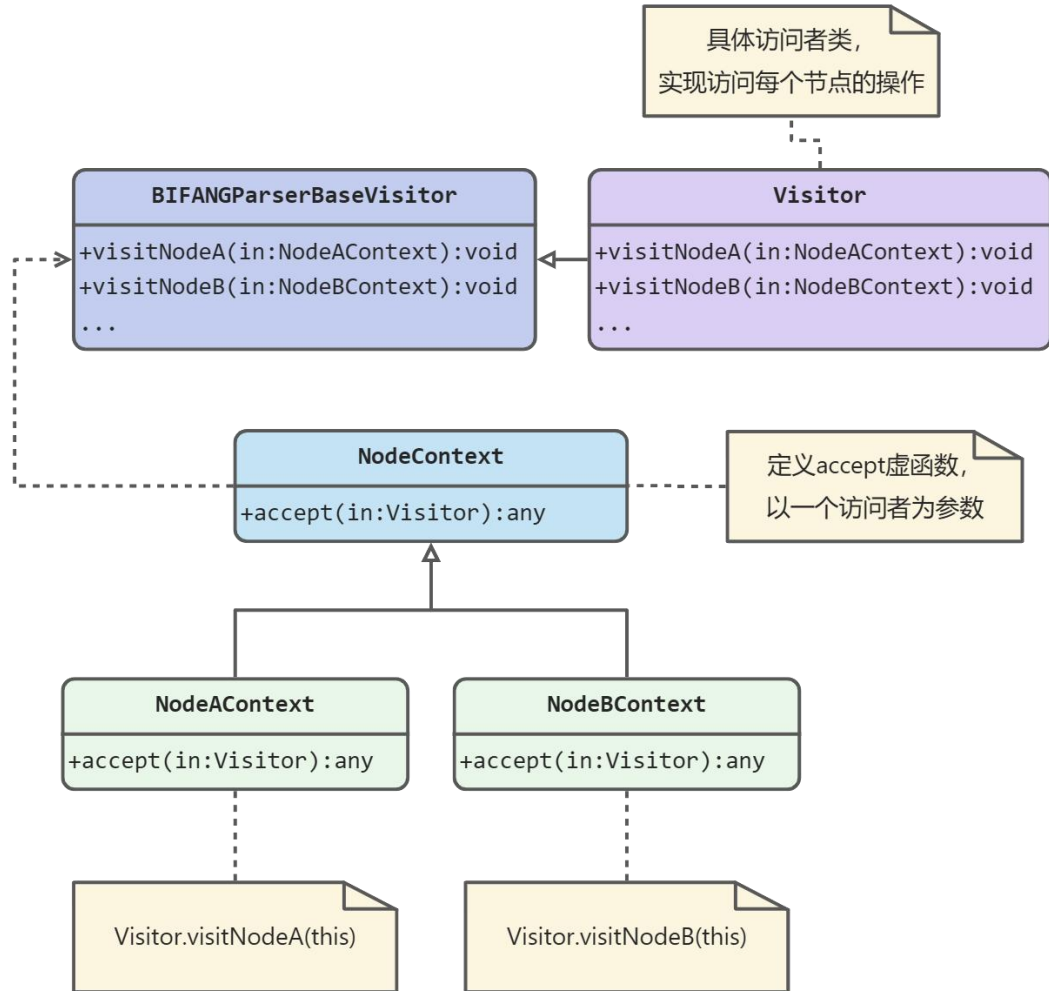 具体访问者类，
实现访问每个节点的操作
BIFANGParserBaseVisitor
+visitNodeA(in:NodeAContext):void
+visitNodeB(in:NodeBContext):void
...
Visitor
+visitNodeA(in:NodeAContext):void
+visitNodeB(in:NodeBContext):void
...
NodeContext
+accept(in:Visitor):any
定义accept虚函数，
以一个访问者为参数
NodeAContext
+accept(in:Visitor):any
NodeBContext
+accept(in:Visitor):any
Visitor.visitNodeA(this)
Visitor.visitNodeB(this)